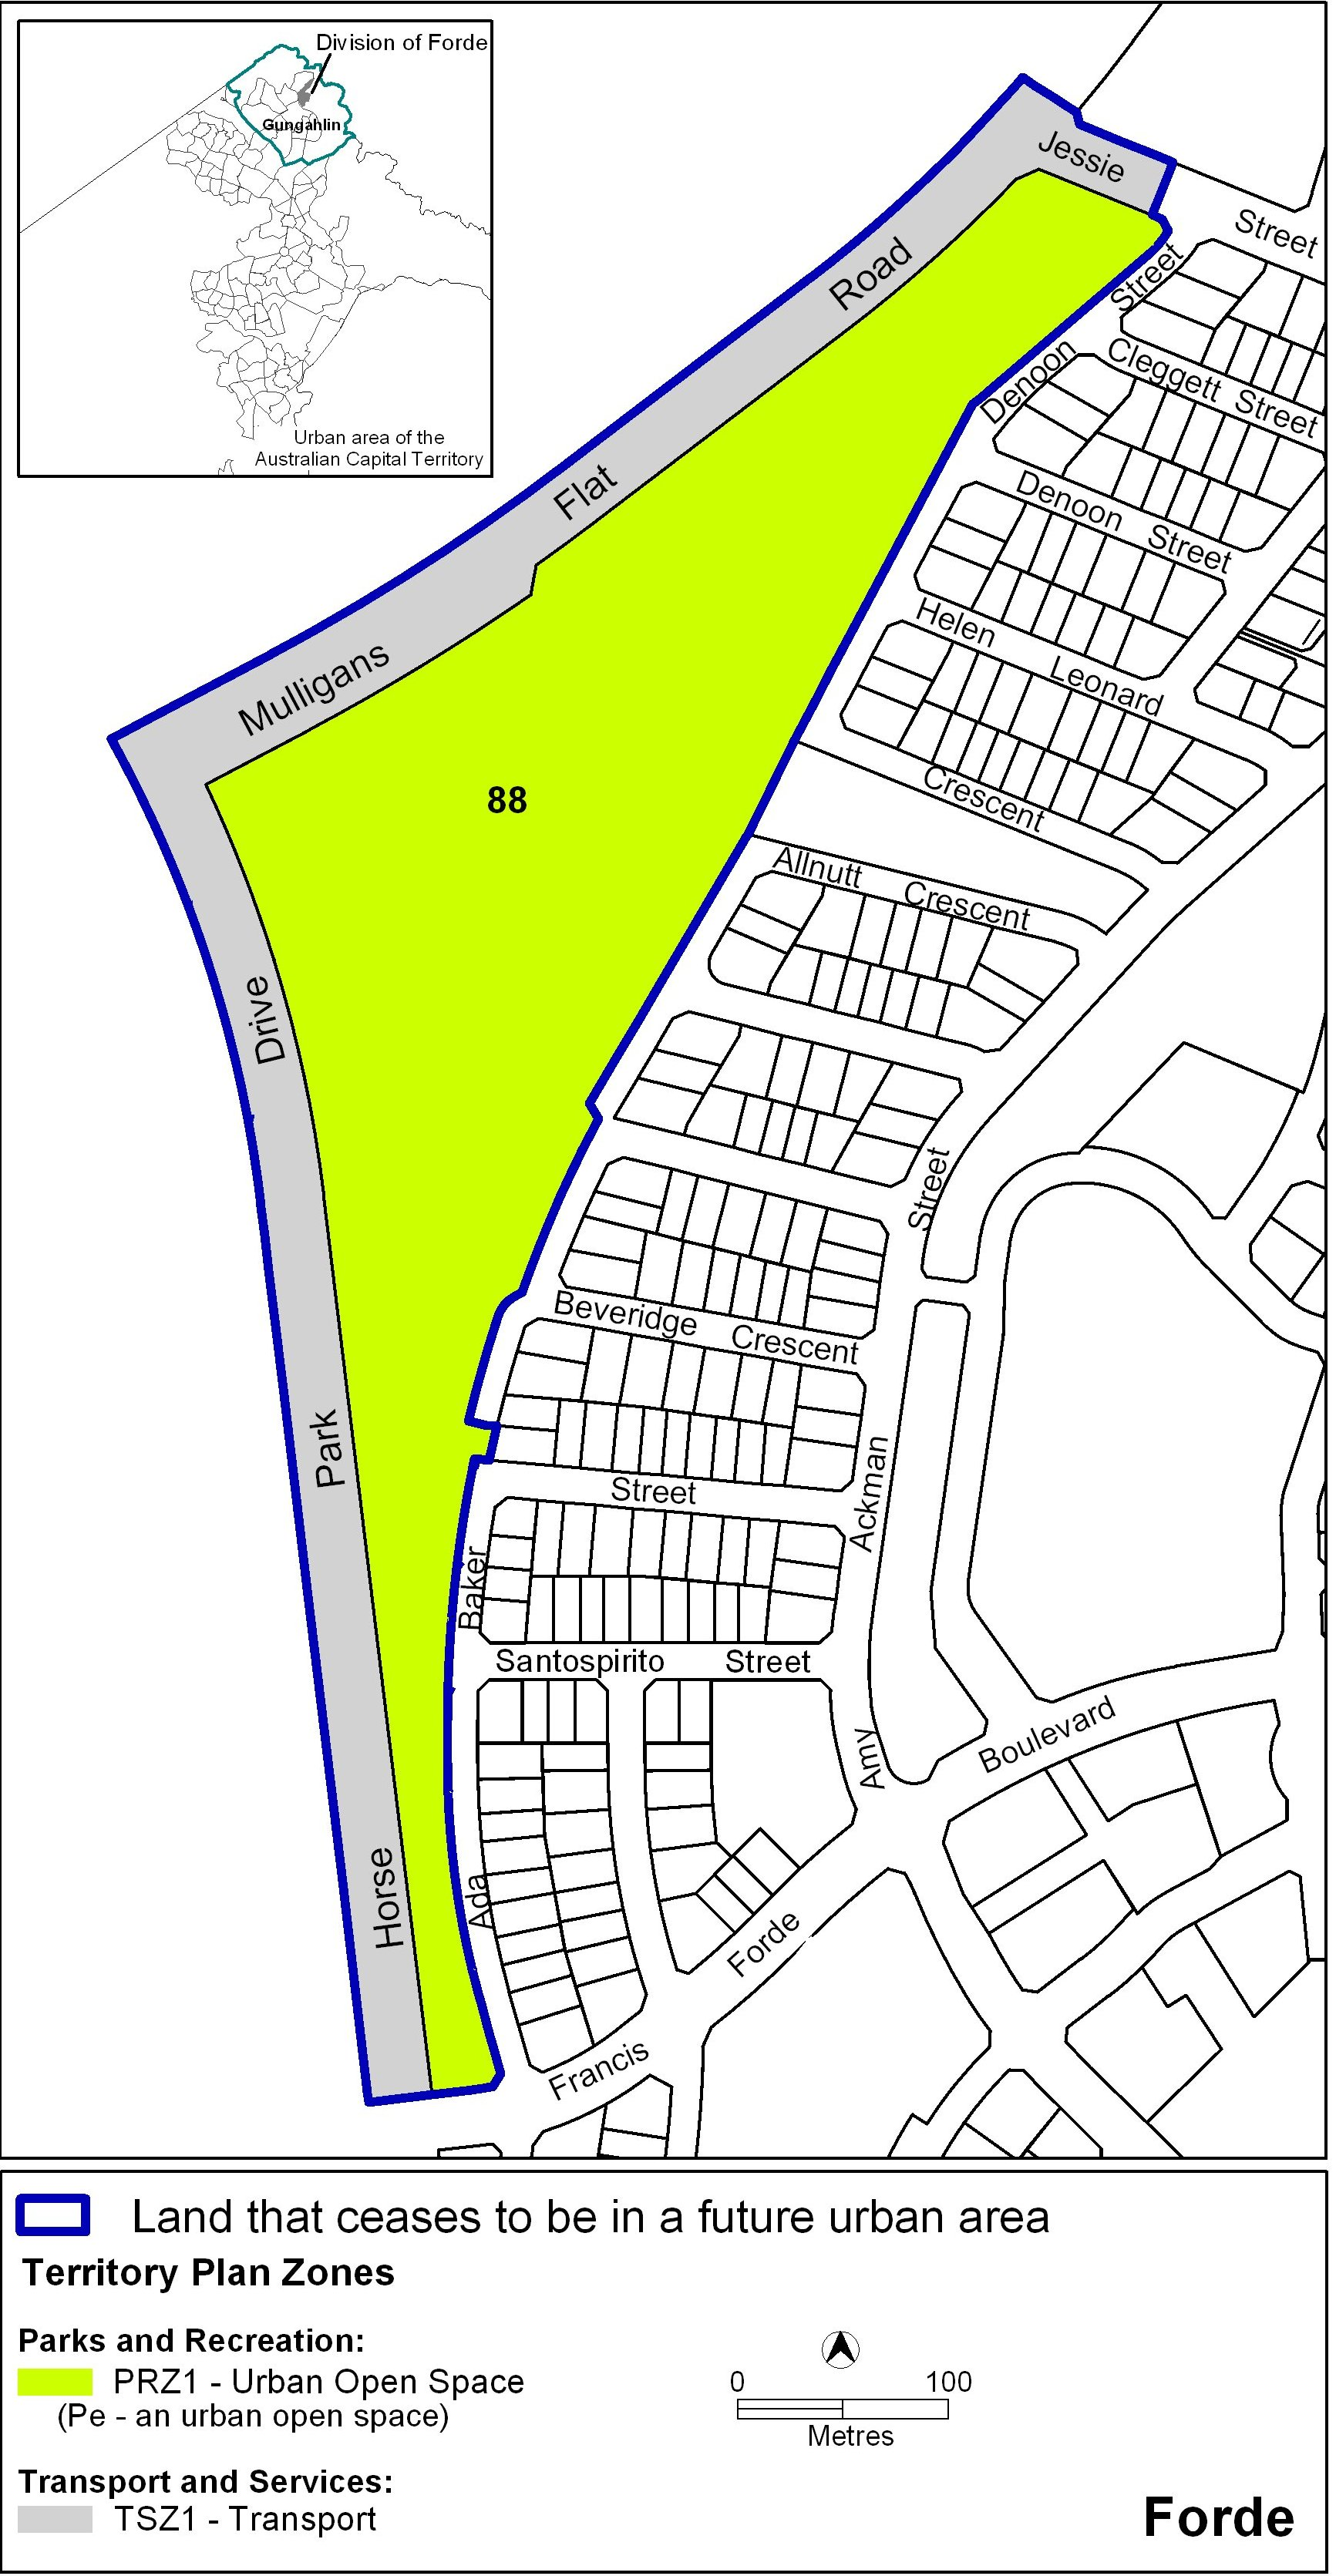 Division of Forde
Gungahlin
Urban area of the
Australian Capital Territory
Jessie
Street
Road
Street
Denoon
Cleggett Street
Flat
Denoon Street
Helen
Leonard
Mulligans
88
Crescent
Allnutt Crescent
Drive
Street
Beveridge Crescent
Park
Ackman
Street
Baker
Santospirito Street
Boulevard
Amy
Horse
Ada
Forde
Francis
Land that ceases to be in a future urban area
Territory Plan Zones
Parks and Recreation:
PRZ1 - Urban Open Space
(Pe - an urban open space)
0 100
Metres
Transport and Services:
TSZ1 - Transport
Forde